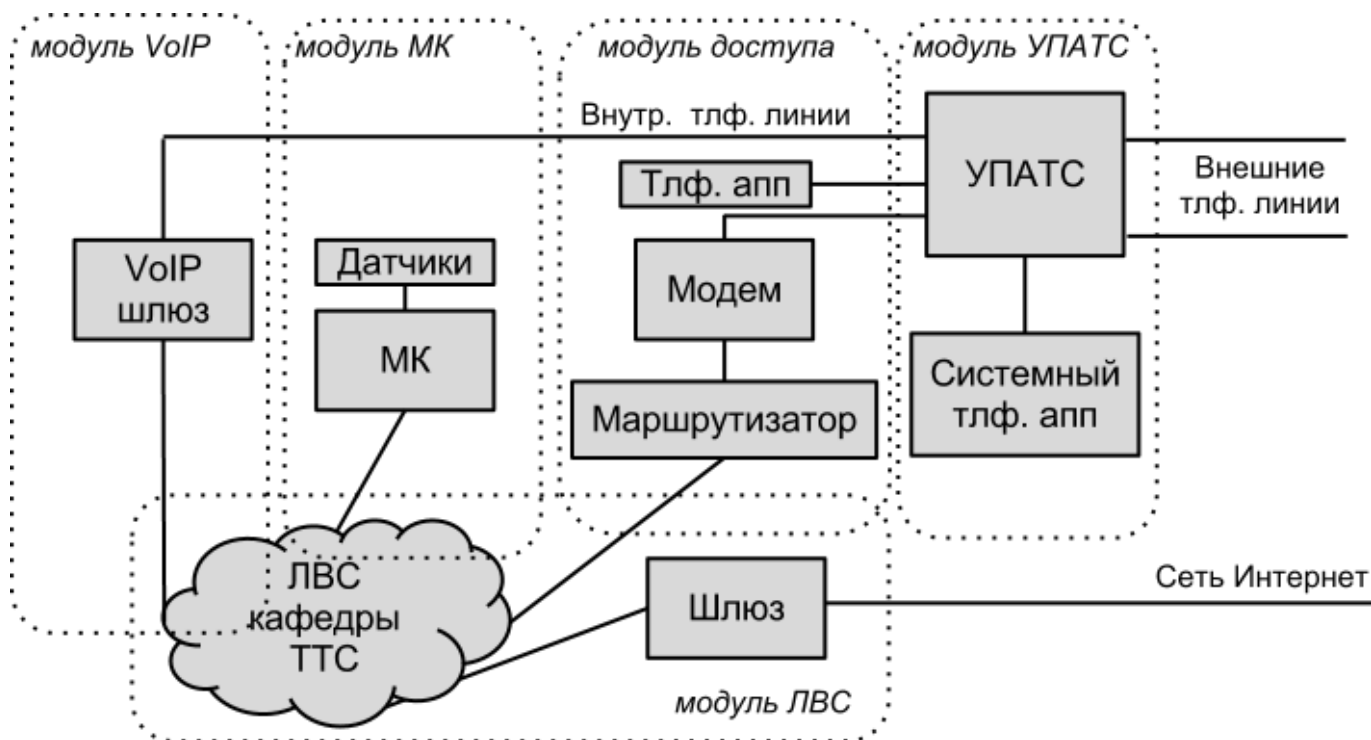 модуль VoIP
модуль МК
модуль доступа
модуль УПАТС
Внутр. тлф. линии
УПАТС
Внешние
тлф. линии
Тлф. апп
VoIP
шлюз
Датчики
МК
Модем
Маршрутизатор
Системный
тлф. апп
ЛВС
кафедры
ТТС
Шлюз
Сеть Интернет
модуль ЛВС